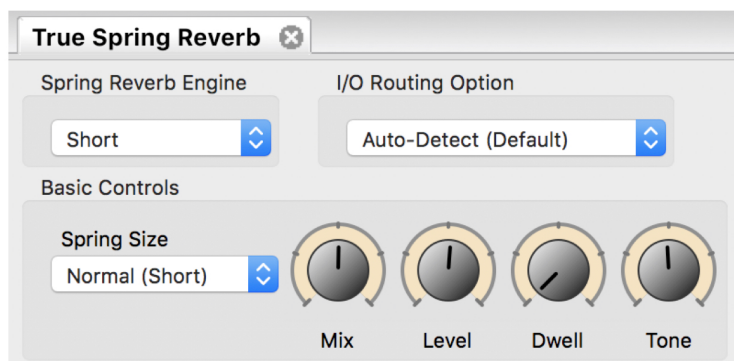 True Spring Reverb
Spring Reverb Engine
I/O Routing Option
Short
Auto-Detect (Default)
Basic Controls
Spring Size
Normal (Short)
Mix
Level
Dwell
Tone